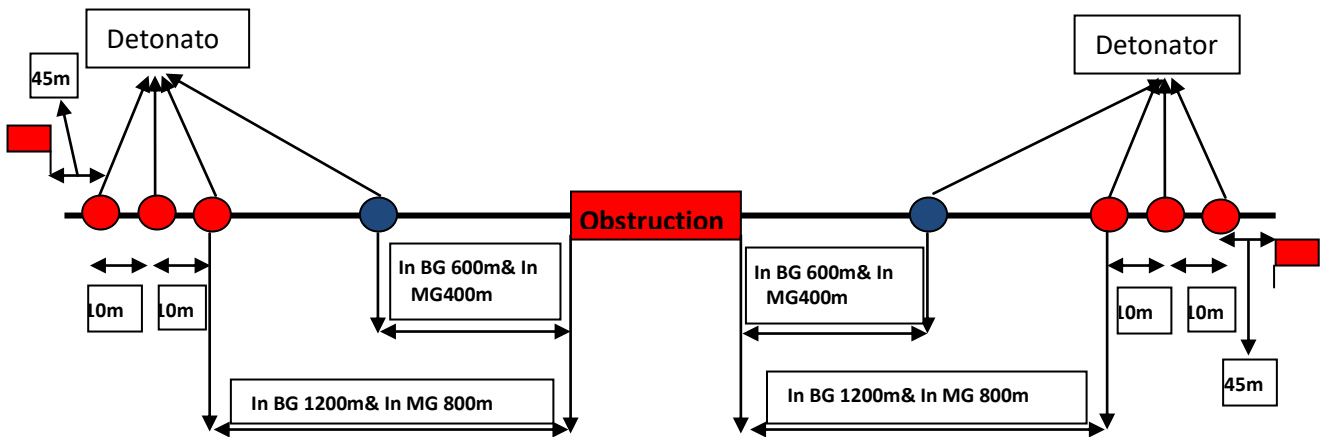 Detonato
Detonator
45m
Obstruction
In BG 600m& In
MG400m
In BG 600m& In
MG400m
10m
10m
10m
10m
45m
In BG 1200m& In MG 800m
In BG 1200m& In MG 800m